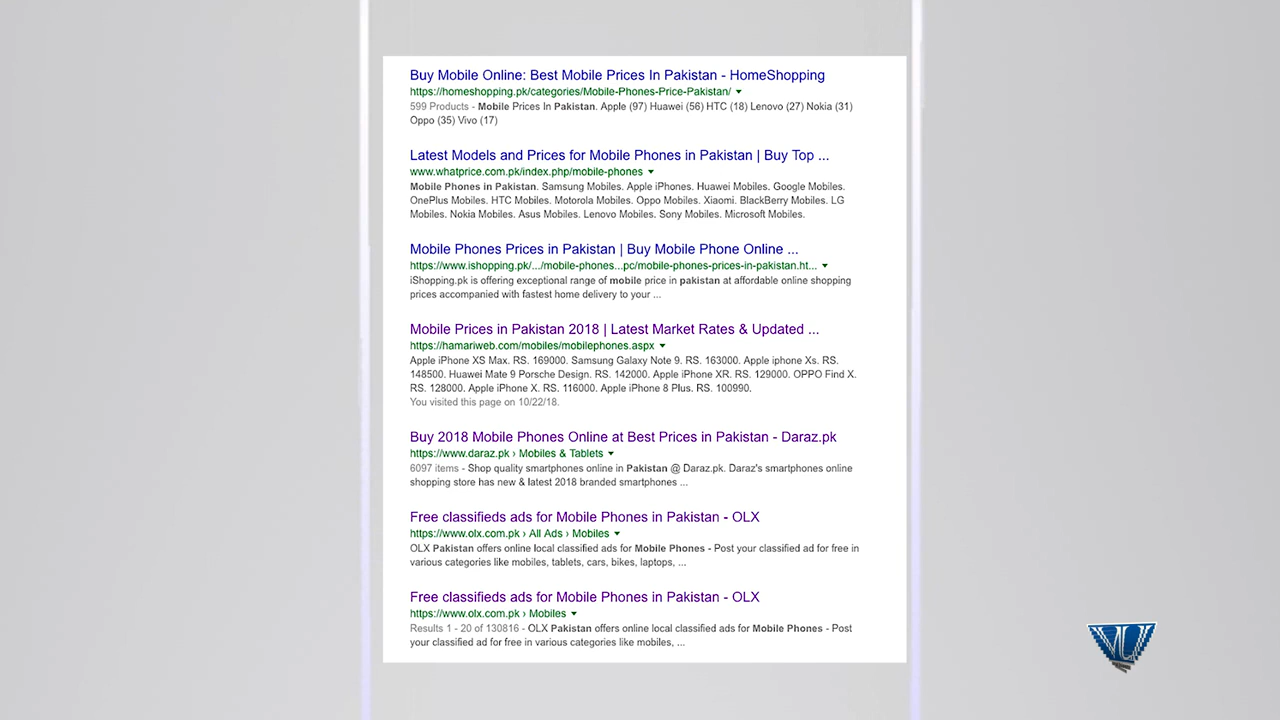 Buy Mobile Online: Best Mobile Prices In Pakistan - HomeShopping
https://homeshopping.pk/categories/Mobile-Phones-Price-Pakistan/
599 Products - Mobile Prices In Pakistan. Apple (97) Huawei (56) HTC (18) Lenovo (27) Nokia (31)
Oppo (35) Vivo (17)
Latest Models and Prices for Mobile Phones in Pakistan | Buy Top ...
www.whatprice.com.pk/index.php/mobile-phones
Mobile Phones in Pakistan. Samsung Mobiles. Apple iPhones. Huawei Mobiles. Google Mobiles.
OnePlus Mobiles. HTC Mobiles. Motorola Mobiles. Oppo Mobiles. Xiaomi. BlackBerry Mobiles. LG
Mobiles. Nokia Mobiles. Asus Mobiles. Lenovo Mobiles. Sony Mobiles. Microsoft Mobiles.
Mobile Phones Prices in Pakistan | Buy Mobile Phone Online ...
https://www.ishopping.pk/.../mobile-phones...pc/mobile-phones-prices-in-pakistan.ht...
iShopping.pk is offering exceptional range of mobile price in pakistan at affordable online shopping
prices accompanied with fastest home delivery to your ...
Mobile Prices in Pakistan 2018 | Latest Market Rates & Updated ...
https://hamariweb.com/mobiles/mobilephones.aspx
Apple iPhone XS Max. RS. 169000. Samsung Galaxy Note 9. RS. 163000. Apple iphone Xs. RS.
148500. Huawei Mate 9 Porsche Design. RS. 142000. Apple iPhone XR. RS. 129000. OPPO Find X.
RS. 128000. Apple iPhone X. RS. 116000. Apple iPhone 8 Plus. RS. 100990.
You visited this page on 10/22/18.
Buy 2018 Mobile Phones Online at Best Prices in Pakistan - Daraz.pk
https://www.daraz.pk › Mobiles & Tablets
6097 items - Shop quality smartphones online in Pakistan @ Daraz.pk. Daraz's smartphones online
shopping store has new & latest 2018 branded smartphones ...
Free classifieds ads for Mobile Phones in Pakistan - OLX
https://www.olx.com.pk › All Ads › Mobiles
OLX Pakistan offers online local classified ads for Mobile Phones - Post your classified ad for free in
various categories like mobiles, tablets, cars, bikes, laptops, ...
Free classifieds ads for Mobile Phones in Pakistan - OLX
https://www.olx.com.pk › Mobiles
Results 1 - 20 of 130816 - OLX Pakistan offers online local classified ads for Mobile Phones - Post
your classified ad for free in various categories like mobiles, ...
VU